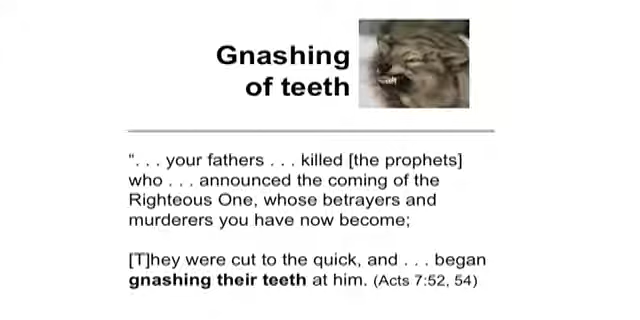 Gnashing
of teeth
". . . your fathers . . . killed [the prophets]
who . . . announced the coming of the
Righteous One, whose betrayers and
murderers you have now become;
[T]hey were cut to the quick, and . . . began
gnashing their teeth at him. (Acts 7:52, 54)